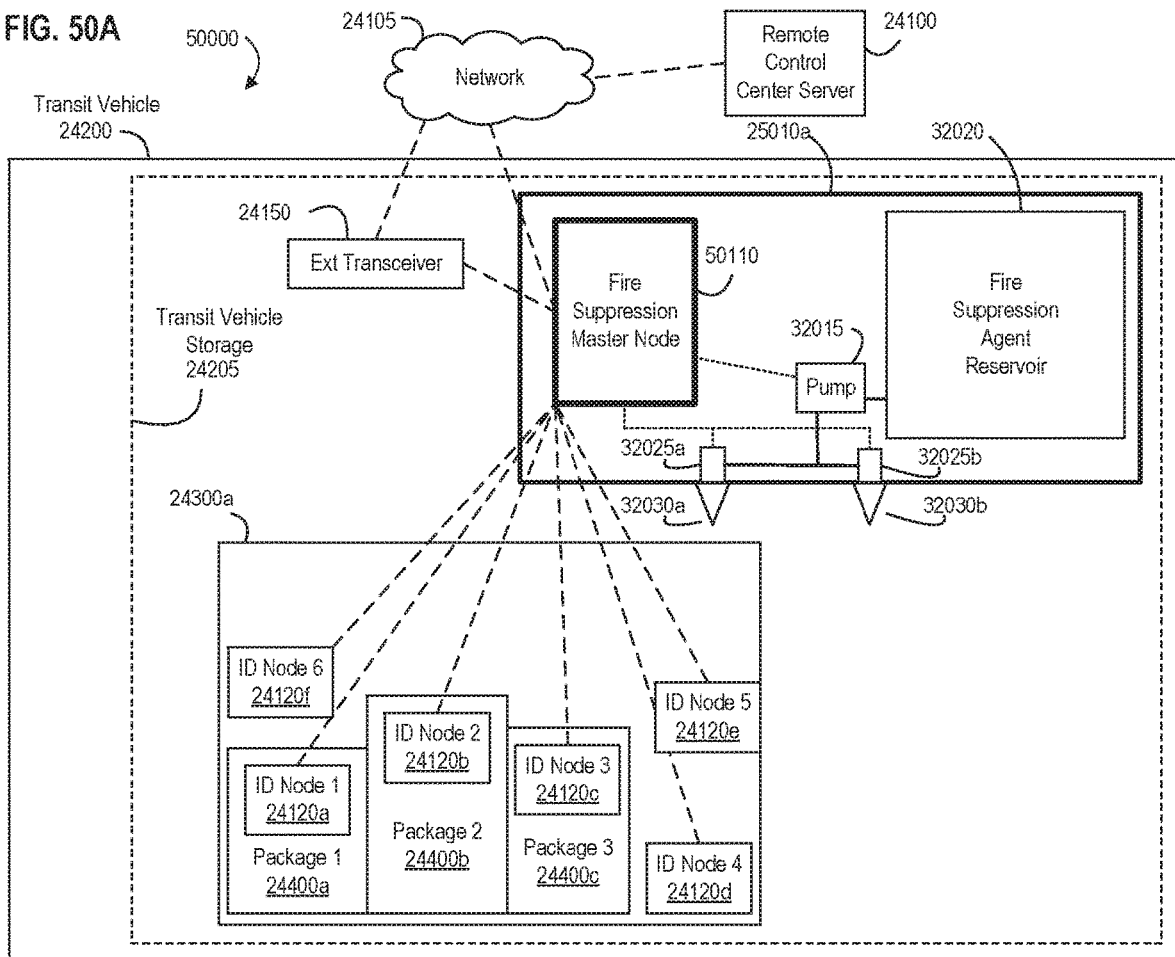 FIG. 50A
50000
24105
Network
Remote
Control
Center Server
24100
Transit Vehicle
24200
25010a
32020
24150
Ext Transceiver
Fire
Suppression
Master Node
50110
Fire
Suppression
Agent
Reservoir
Transit Vehicle
Storage
24205
32015
Pump
32025a
32025b
24300a
32030a
32030b
ID Node 6
24120f
ID Node 5
24120e
ID Node 2
24120b
ID Node 3
24120c
ID Node 1
24120a
Package 1
24400a
Package 2
24400b
Package 3
24400c
ID Node 4
24120d